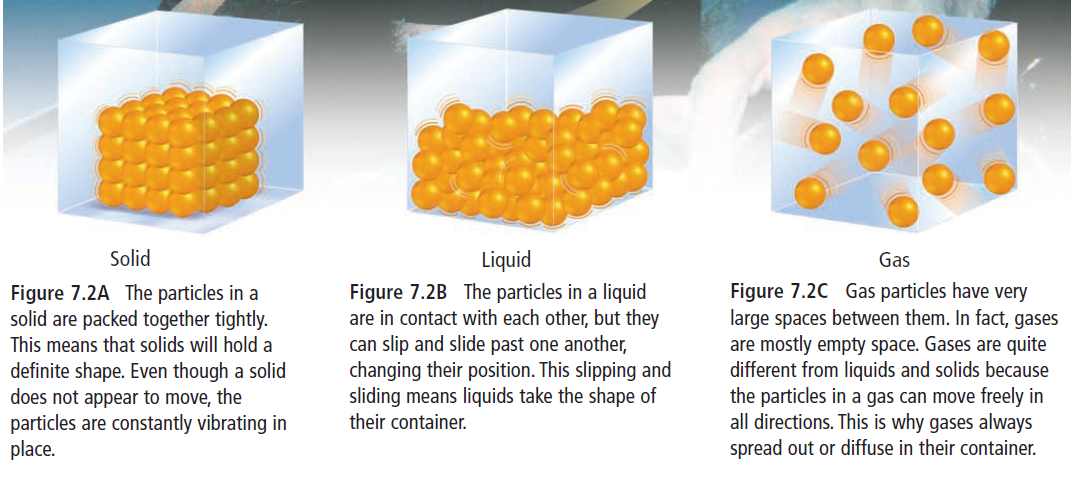 Solid
Figure 7.2A The particles in a
solid are packed together tightly.
This means that solids will hold a
definite shape. Even though a solid
does not appear to move, the
particles are constantly vibrating in
place.
Liquid
Figure 7.2B The particles in a liquid
are in contact with each other, but they
can slip and slide past one another,
changing their position. This slipping and
sliding means liquids take the shape of
their container.
Gas
Figure 7.2C Gas particles have very
large spaces between them. In fact, gases
are mostly empty space. Gases are quite
different from liquids and solids because
the particles in a gas can move freely in
all directions. This is why gases always
spread out or diffuse in their container.